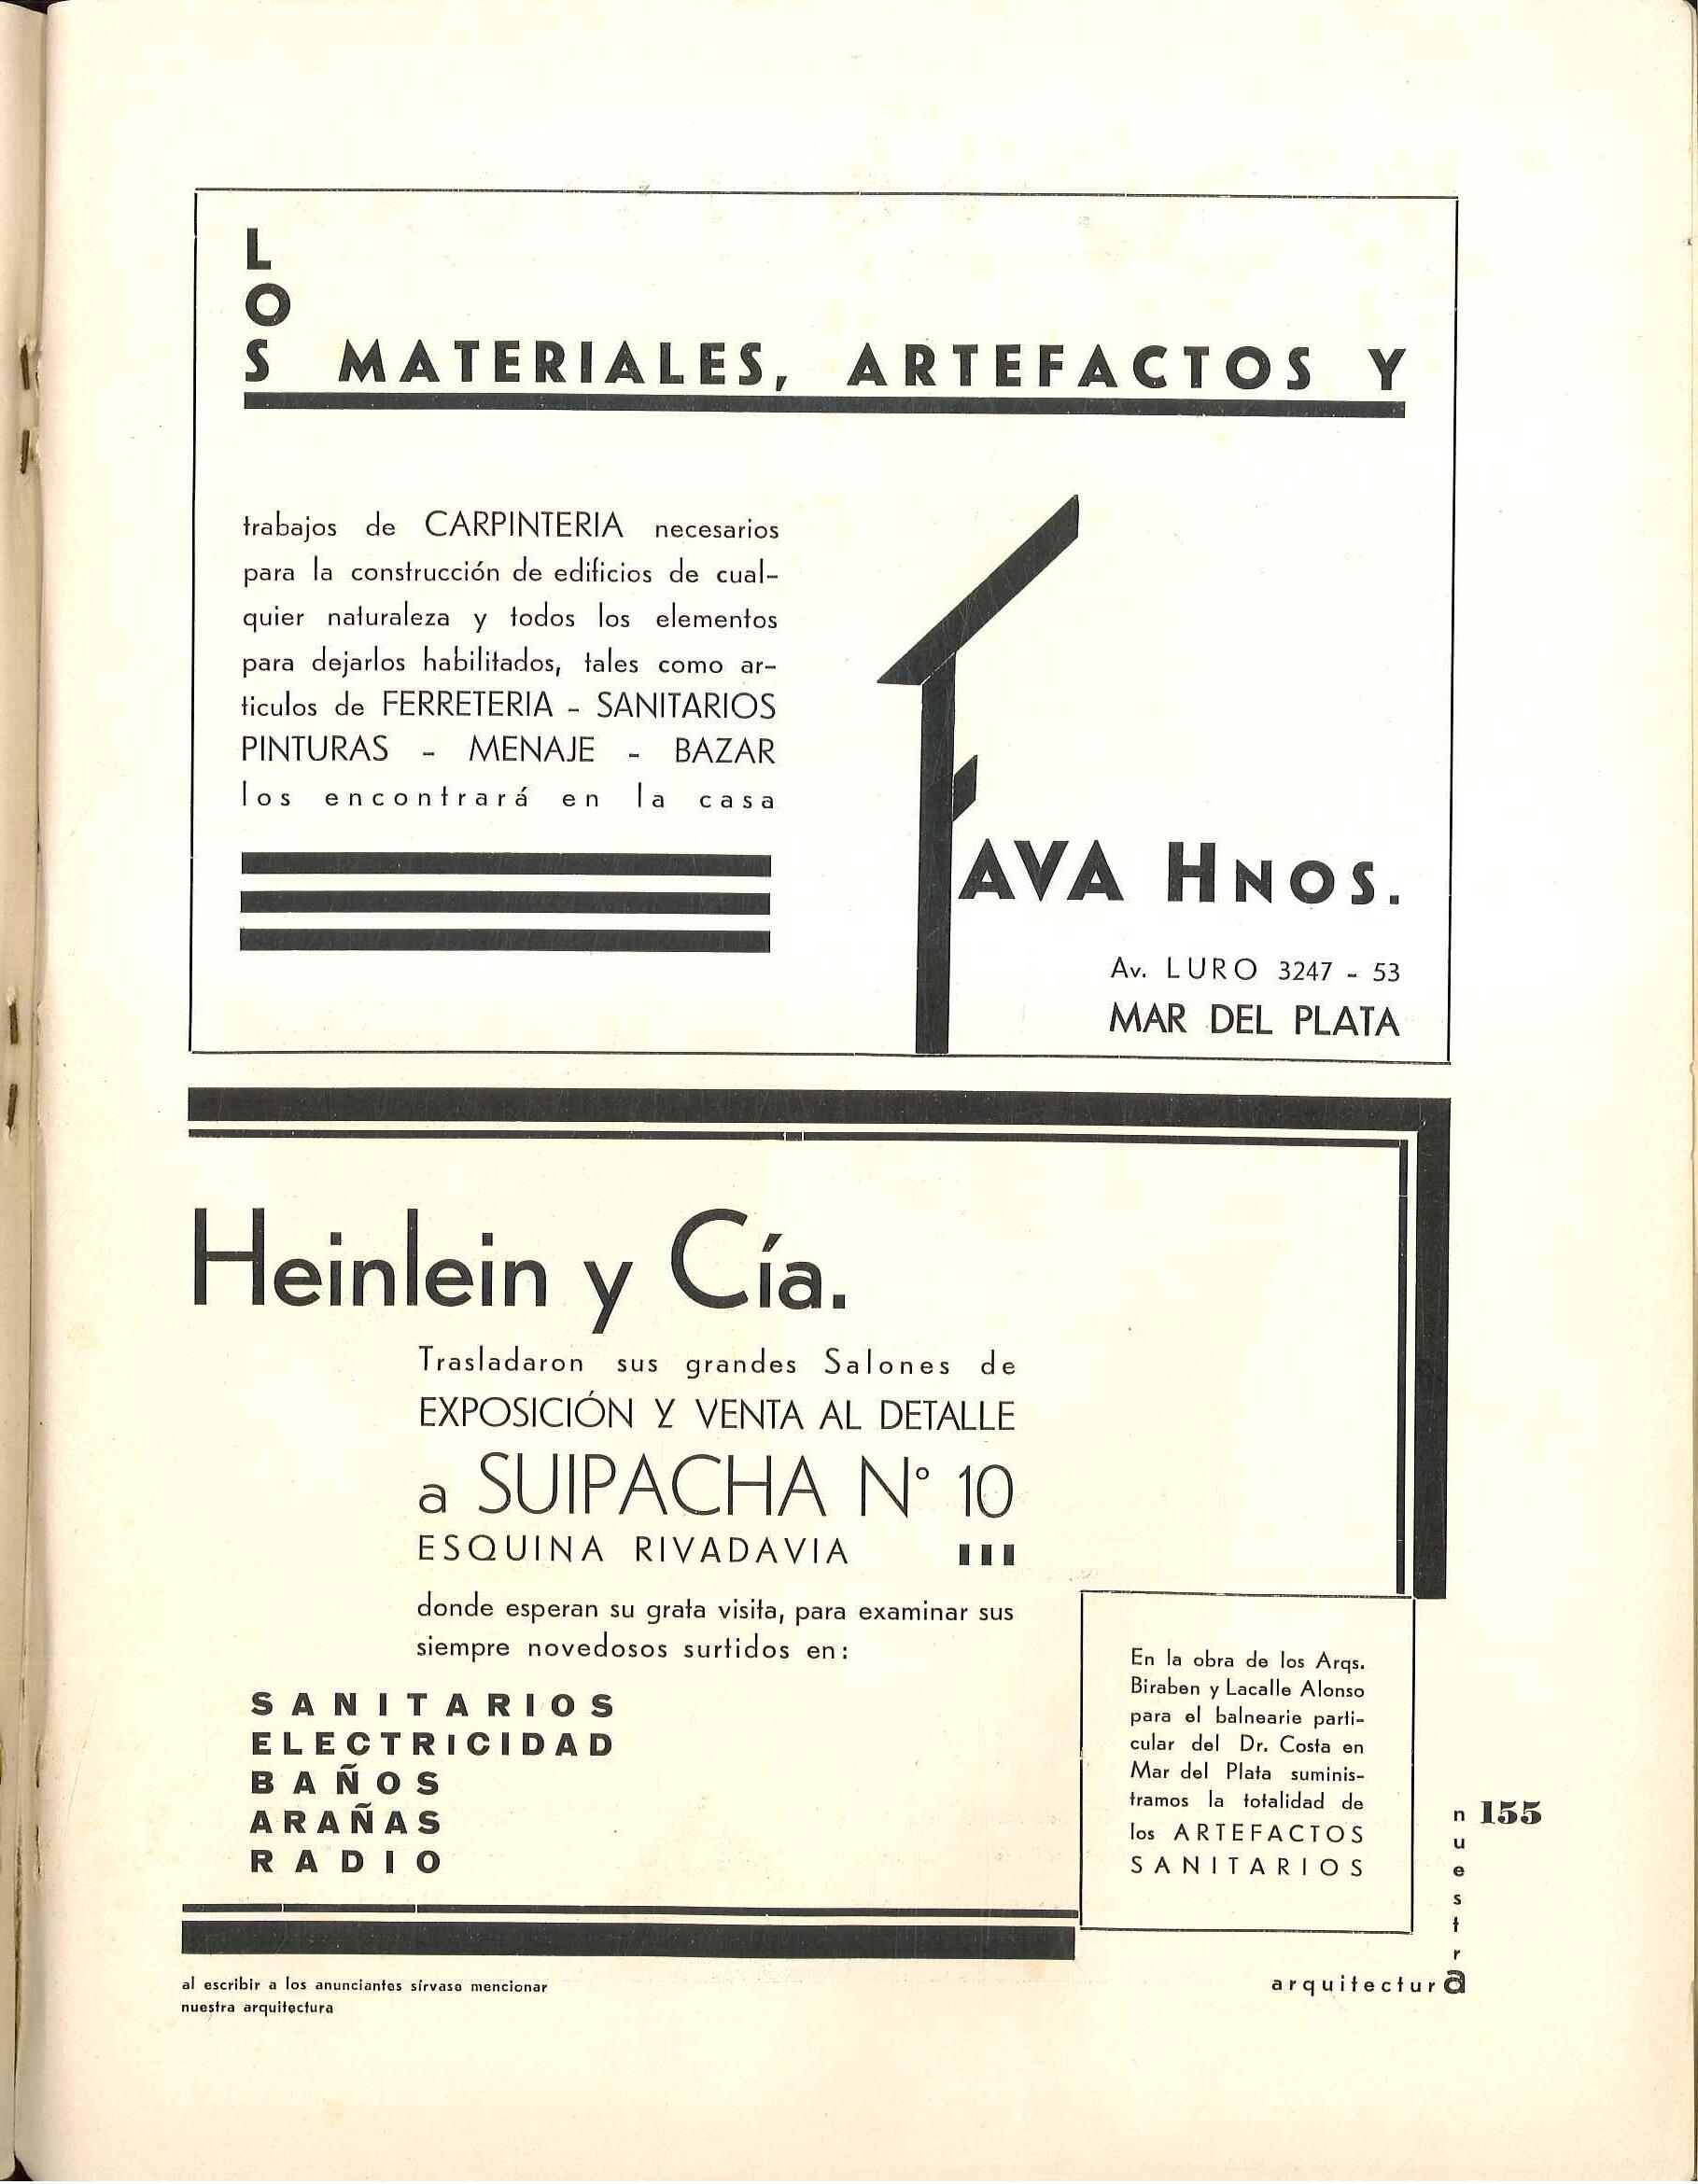 LOS MATERIALES, ARTEFACTOS Y
trabajos de CARPINTERIA necesarios
para la construcción de edificios de cual-
quier naturaleza y todos los elementos
para dejarlos habilitados, tales como ar-
tículos de FERRETERIA - SANITARIOS
PINTURAS - MENAJE - BAZAR
los encontrará en la casa
FAVA HNOS.
Av. LURO 3247 - 53
MAR DEL PLATA
Heinlein y Cía.
Trasladaron sus grandes Salones de
EXPOSICIÓN Y VENTA AL DETALLE
a SUIPACHA N° 10
ESQUINA RIVADAVIA
donde esperan su grata visita, para examinar sus
siempre novedosos surtidos en:
SANITARIOS
ELECTRICIDAD
BAÑOS
ARAÑAS
RADIO
En la obra de los Arqs.
Biraben y Lacalle Alonso
para el balnearie parti-
cular del Dr. Costa en
Mar del Plata suminis-
tramos la totalidad de
los ARTEFACTOS
SANITARIOS
155
nuestra
arquitectura
al escribir a los anunciantes sírvase mencionar
nuestra arquitectura